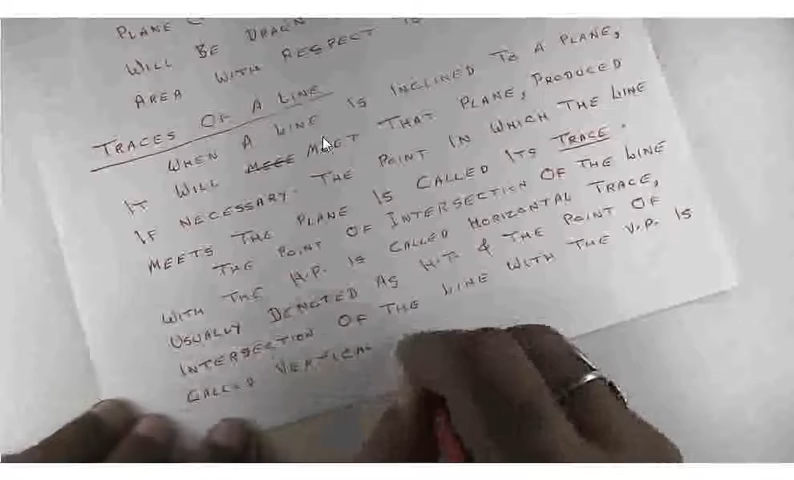 PLANE
WILL BE DRAWN
AREA WITH RESPECT
TRACES OF A LINE
WHEN A LINE IS INCLINED TO A PLANE,
IT WILL MEEE MEET THAT PLANE, PRODUCED
IF NECESSARY. THE POINT IN WHICH THE LINE
MEETS THE PLANE IS CALLED ITS TRACE.
THE POINT OF INTERSECTION OF THE LINE
WITH THE H.P. IS CALLED HORIZONTAL TRACE,
USUALLY DENOTED AS H.T. & THE POINT OF
INTERSECTION OF THE LINE WITH THE V.P. IS
CALLED VERTICAL